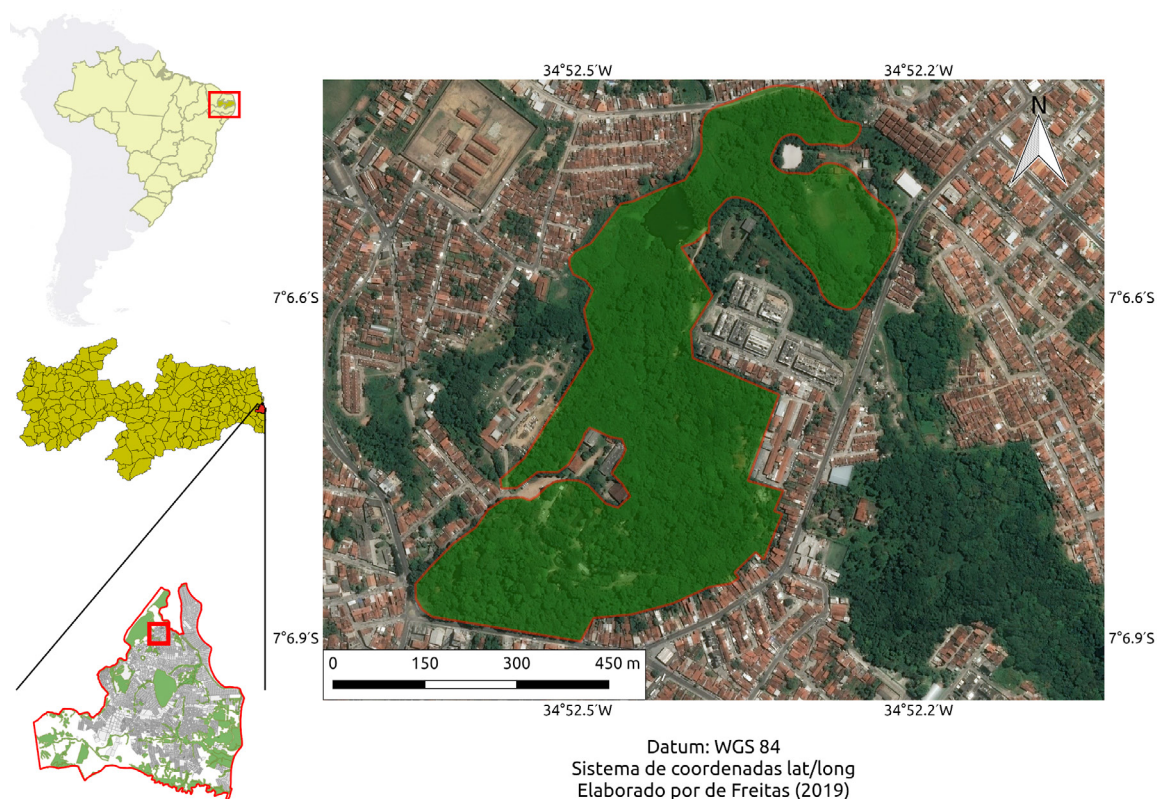 34°52.5′W
34°52.2′W
N
7°6.6′S
7°6.6′S
7°6.9′S
7°6.9′S
0
150
300
450 m
34°52.5′W
34°52.2′W
Datum: WGS 84
Sistema de coordenadas lat/long
Elaborado por de Freitas (2019)